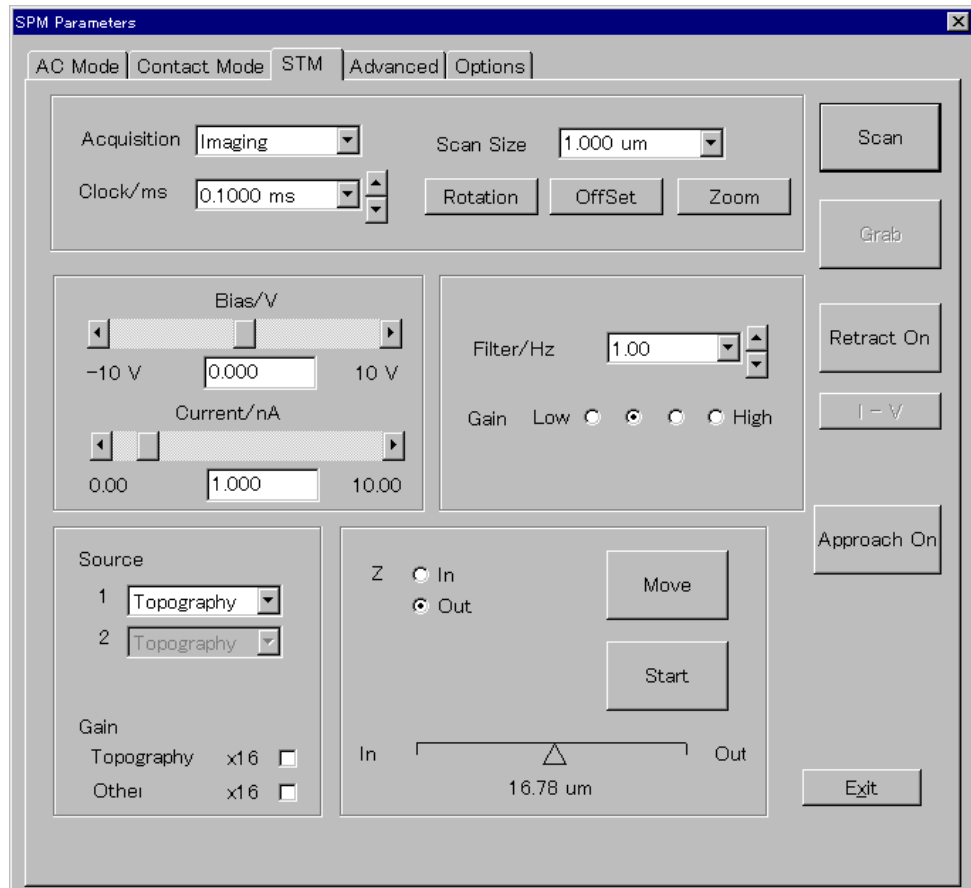 SPM Parameters
AC Mode Contact Mode STM Advanced Options
Acquisition Imaging Scan Size 1.000 um
Clock/ms 0.1000 ms Rotation OffSet Zoom
Scan
Grab
Retract On
I - V
Approach On
Bias/V
-10 V 0.000 10 V
Current/nA
0.00 1.000 10.00
Filter/Hz 1.00
Gain Low High
Source
1 Topography
2 Topography
Gain
Topography x16
Other x16
Z In
Out
Move
Start
In Out
16.78 um
Exit